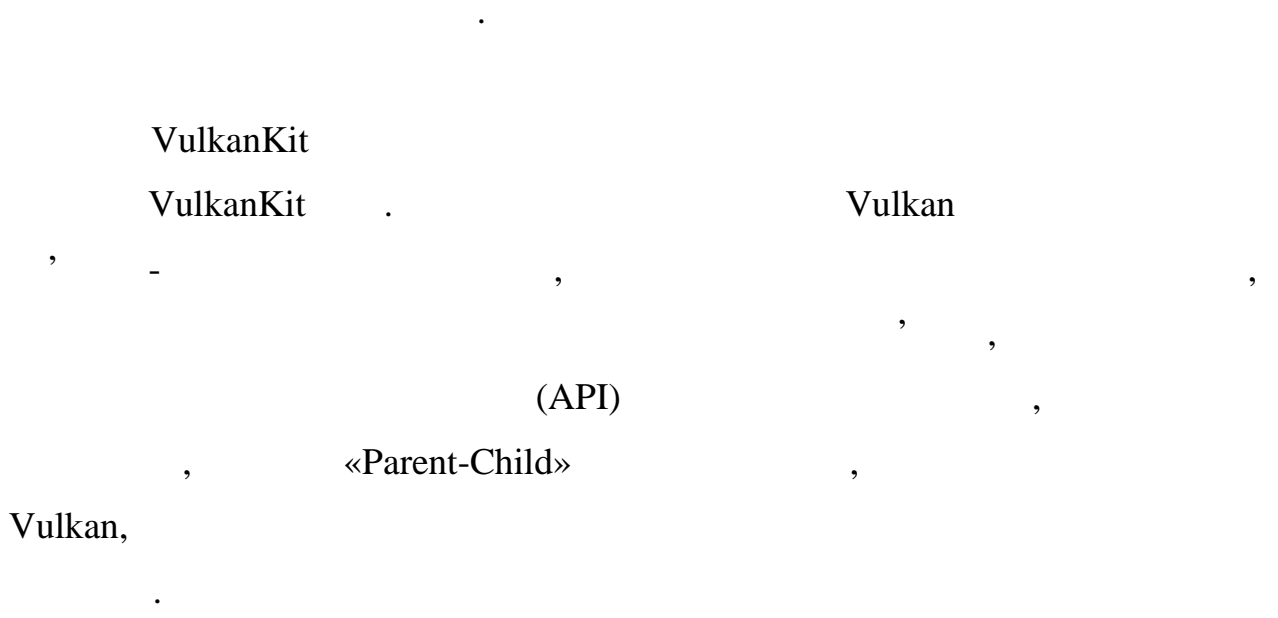 .
VulkanKit
VulkanKit . Vulkan
, - , ,
, ,
(API) ,
, «Parent-Child» ,
Vulkan,
.